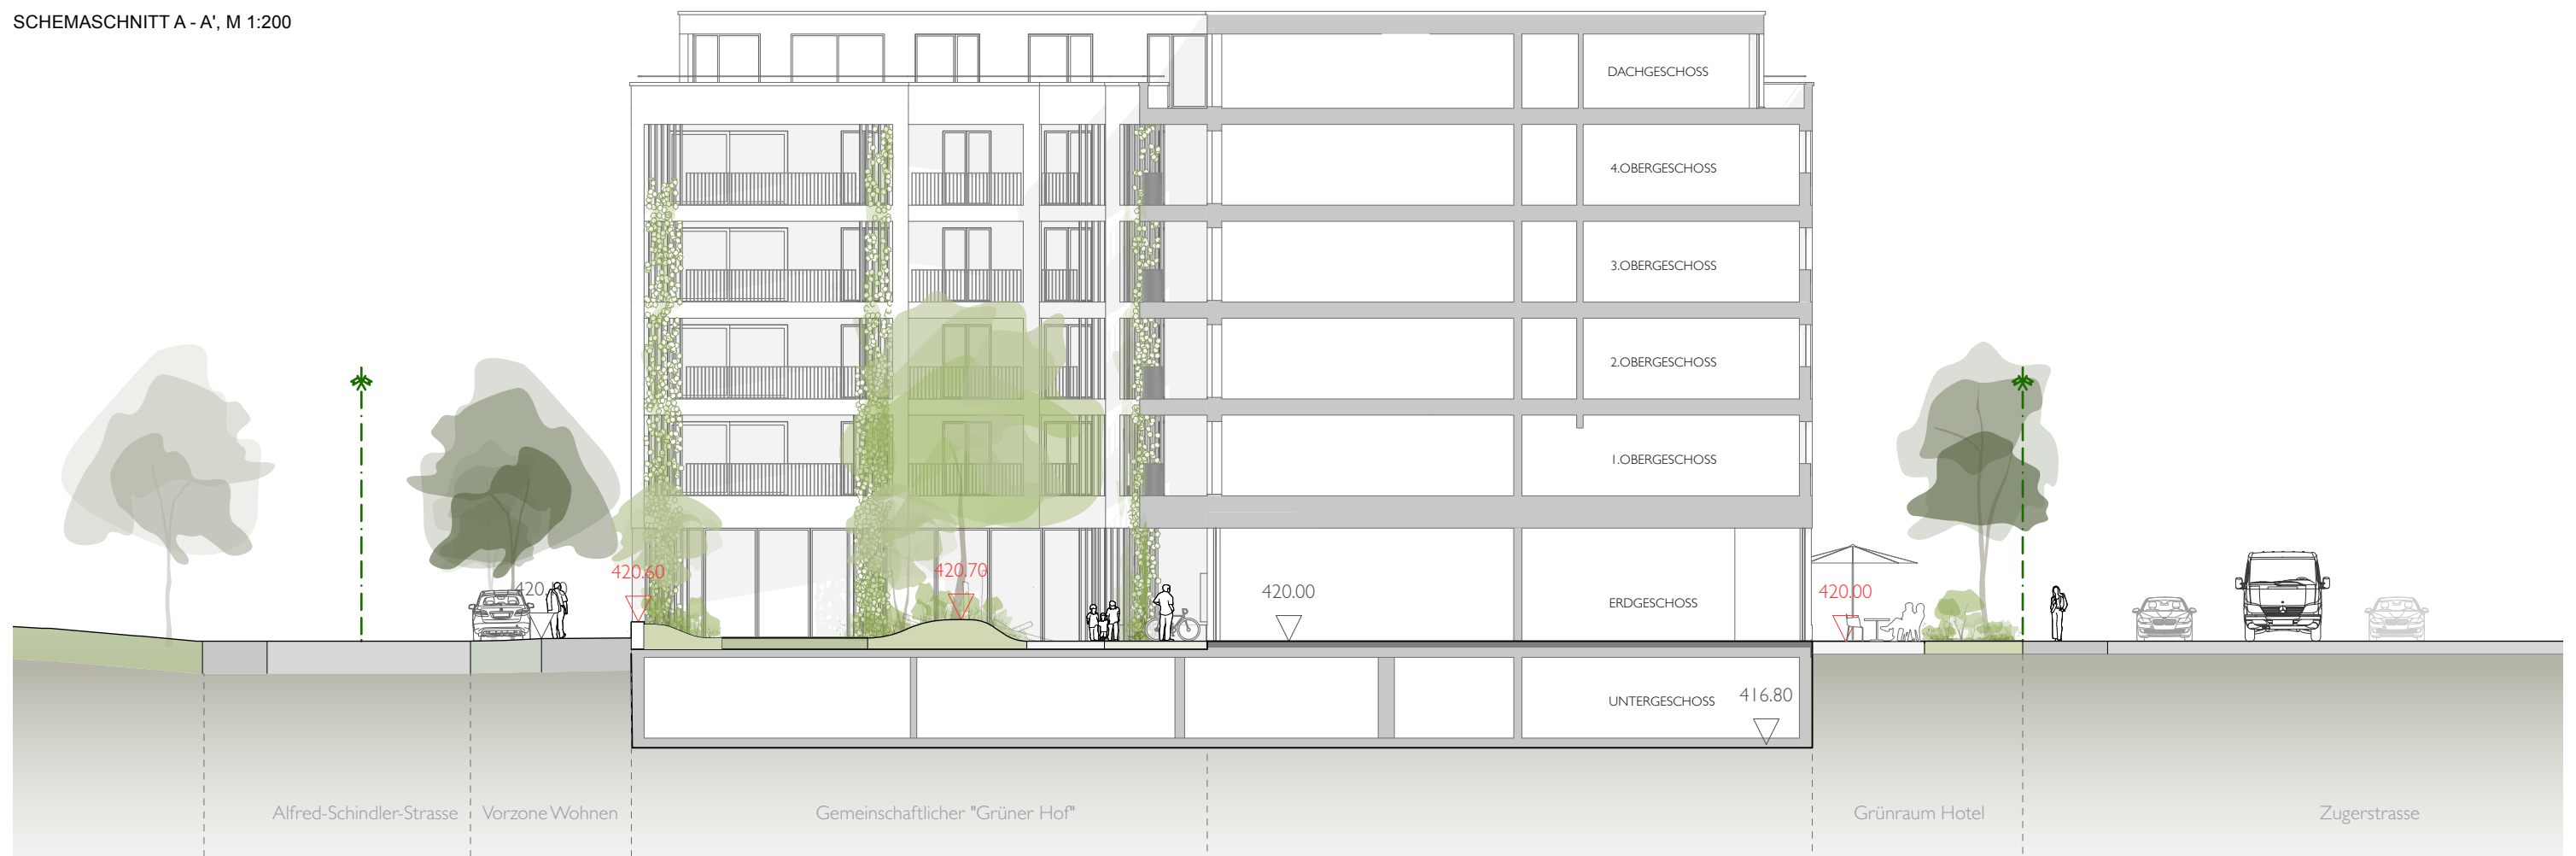 SCHEMASCHNITT A - A', M 1:200
DACHGESCHOSS
4.OBERGESCHOSS
3.OBERGESCHOSS
2.OBERGESCHOSS
1.OBERGESCHOSS
420.60
420.70
420.00
ERDGESCHOSS
420.00
UNTERGESCHOSS
416.80
Alfred-Schindler-Strasse
Vorzone Wohnen
Gemeinschaftlicher "Grüner Hof"
Grünraum Hotel
Zugerstrasse